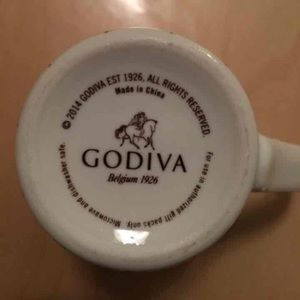 © 2014 GODIVA EST 1926, ALL RIGHTS RESERVED.
Made in China
GODIVA
Belgium 1926
For use in authorized gift packs only. Microwave and dishwasher safe.